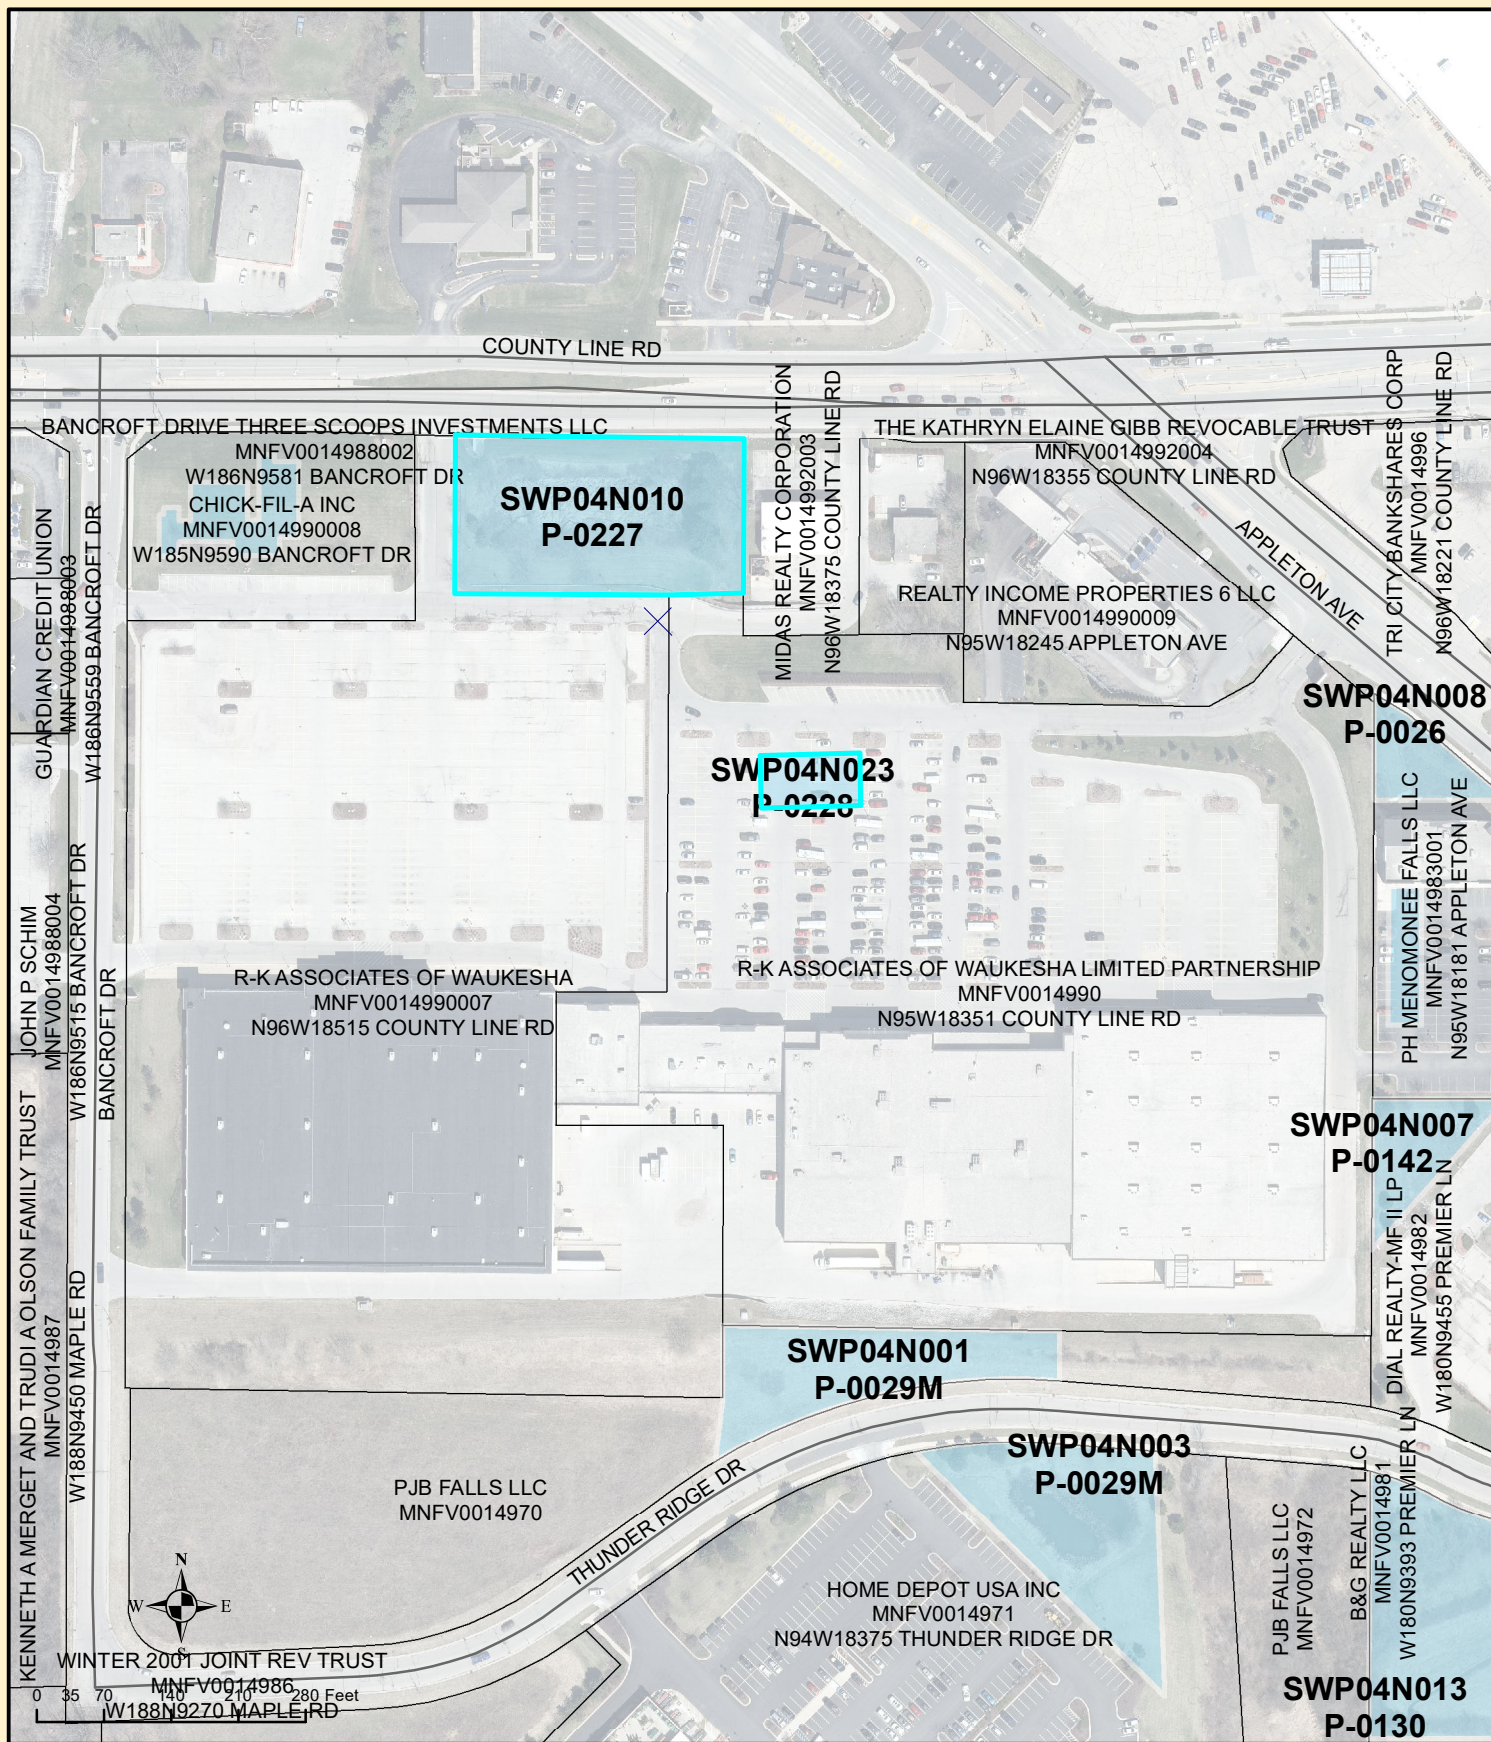 COUNTY LINE RD
BANCROFT DRIVE THREE SCOOPS INVESTMENTS LLC
MNFV0014988002
W186N9581 BANCROFT DR
CHICK-FIL-A INC
MNFV0014990008
W185N9590 BANCROFT DR
SWP04N010
P-0227
MIDAS REALTY CORPORATION
MNFV0014992003
N96W18375 COUNTY LINE RD
THE KATHRYN ELAINE GIBB REVOCABLE TRUST
MNFV0014992004
N96W18355 COUNTY LINE RD
TRI CITY BANKSHARES CORP
MNFV0014996
N96W18221 COUNTY LINE RD
APPLETON AVE
REALTY INCOME PROPERTIES 6 LLC
MNFV0014990009
N95W18245 APPLETON AVE
GUARDIAN CREDIT UNION
MNFV0014988003
W186N9559 BANCROFT DR
SWP04N008
P-0026
SWP04N023
P-0228
PH MENOMONEE FALLS LLC
MNFV0014983001
N95W18181 APPLETON AVE
JOHN P SCHIM
MNFV0014988004
W186N9515 BANCROFT DR
BANCROFT DR
R-K ASSOCIATES OF WAUKESHA
MNFV0014990007
N96W18515 COUNTY LINE RD
R-K ASSOCIATES OF WAUKESHA LIMITED PARTNERSHIP
MNFV0014990
N95W18351 COUNTY LINE RD
SWP04N007
P-0142
DIAL REALTY-MF II LP
MNFV0014982
W180N9455 PREMIER LN
KENNETH A MERGET AND TRUDI A OLSON FAMILY TRUST
MNFV0014987
W188N9450 MAPLE RD
SWP04N001
P-0029M
SWP04N003
P-0029M
PJB FALLS LLC
MNFV0014970
THUNDER RIDGE DR
HOME DEPOT USA INC
MNFV0014971
N94W18375 THUNDER RIDGE DR
PJB FALLS LLC
MNFV0014972
B&G REALTY LLC
MNFV0014981
W180N9393 PREMIER LN
SWP04N013
P-0130
N
W E
S
WINTER 2001 JOINT REV TRUST
MNFV0014986
W188N9270 MAPLE RD
0 35 70 140 210 280 Feet